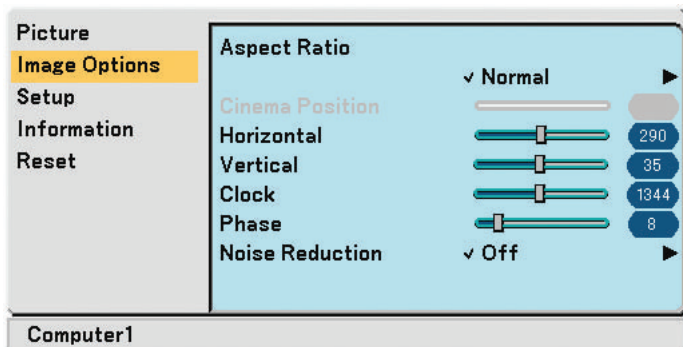 Picture
Image Options
Setup
Information
Reset
Aspect Ratio
✓ Normal ▶
Cinema Position
Horizontal 290
Vertical 35
Clock 1344
Phase 8
Noise Reduction ✓ Off ▶
Computer1